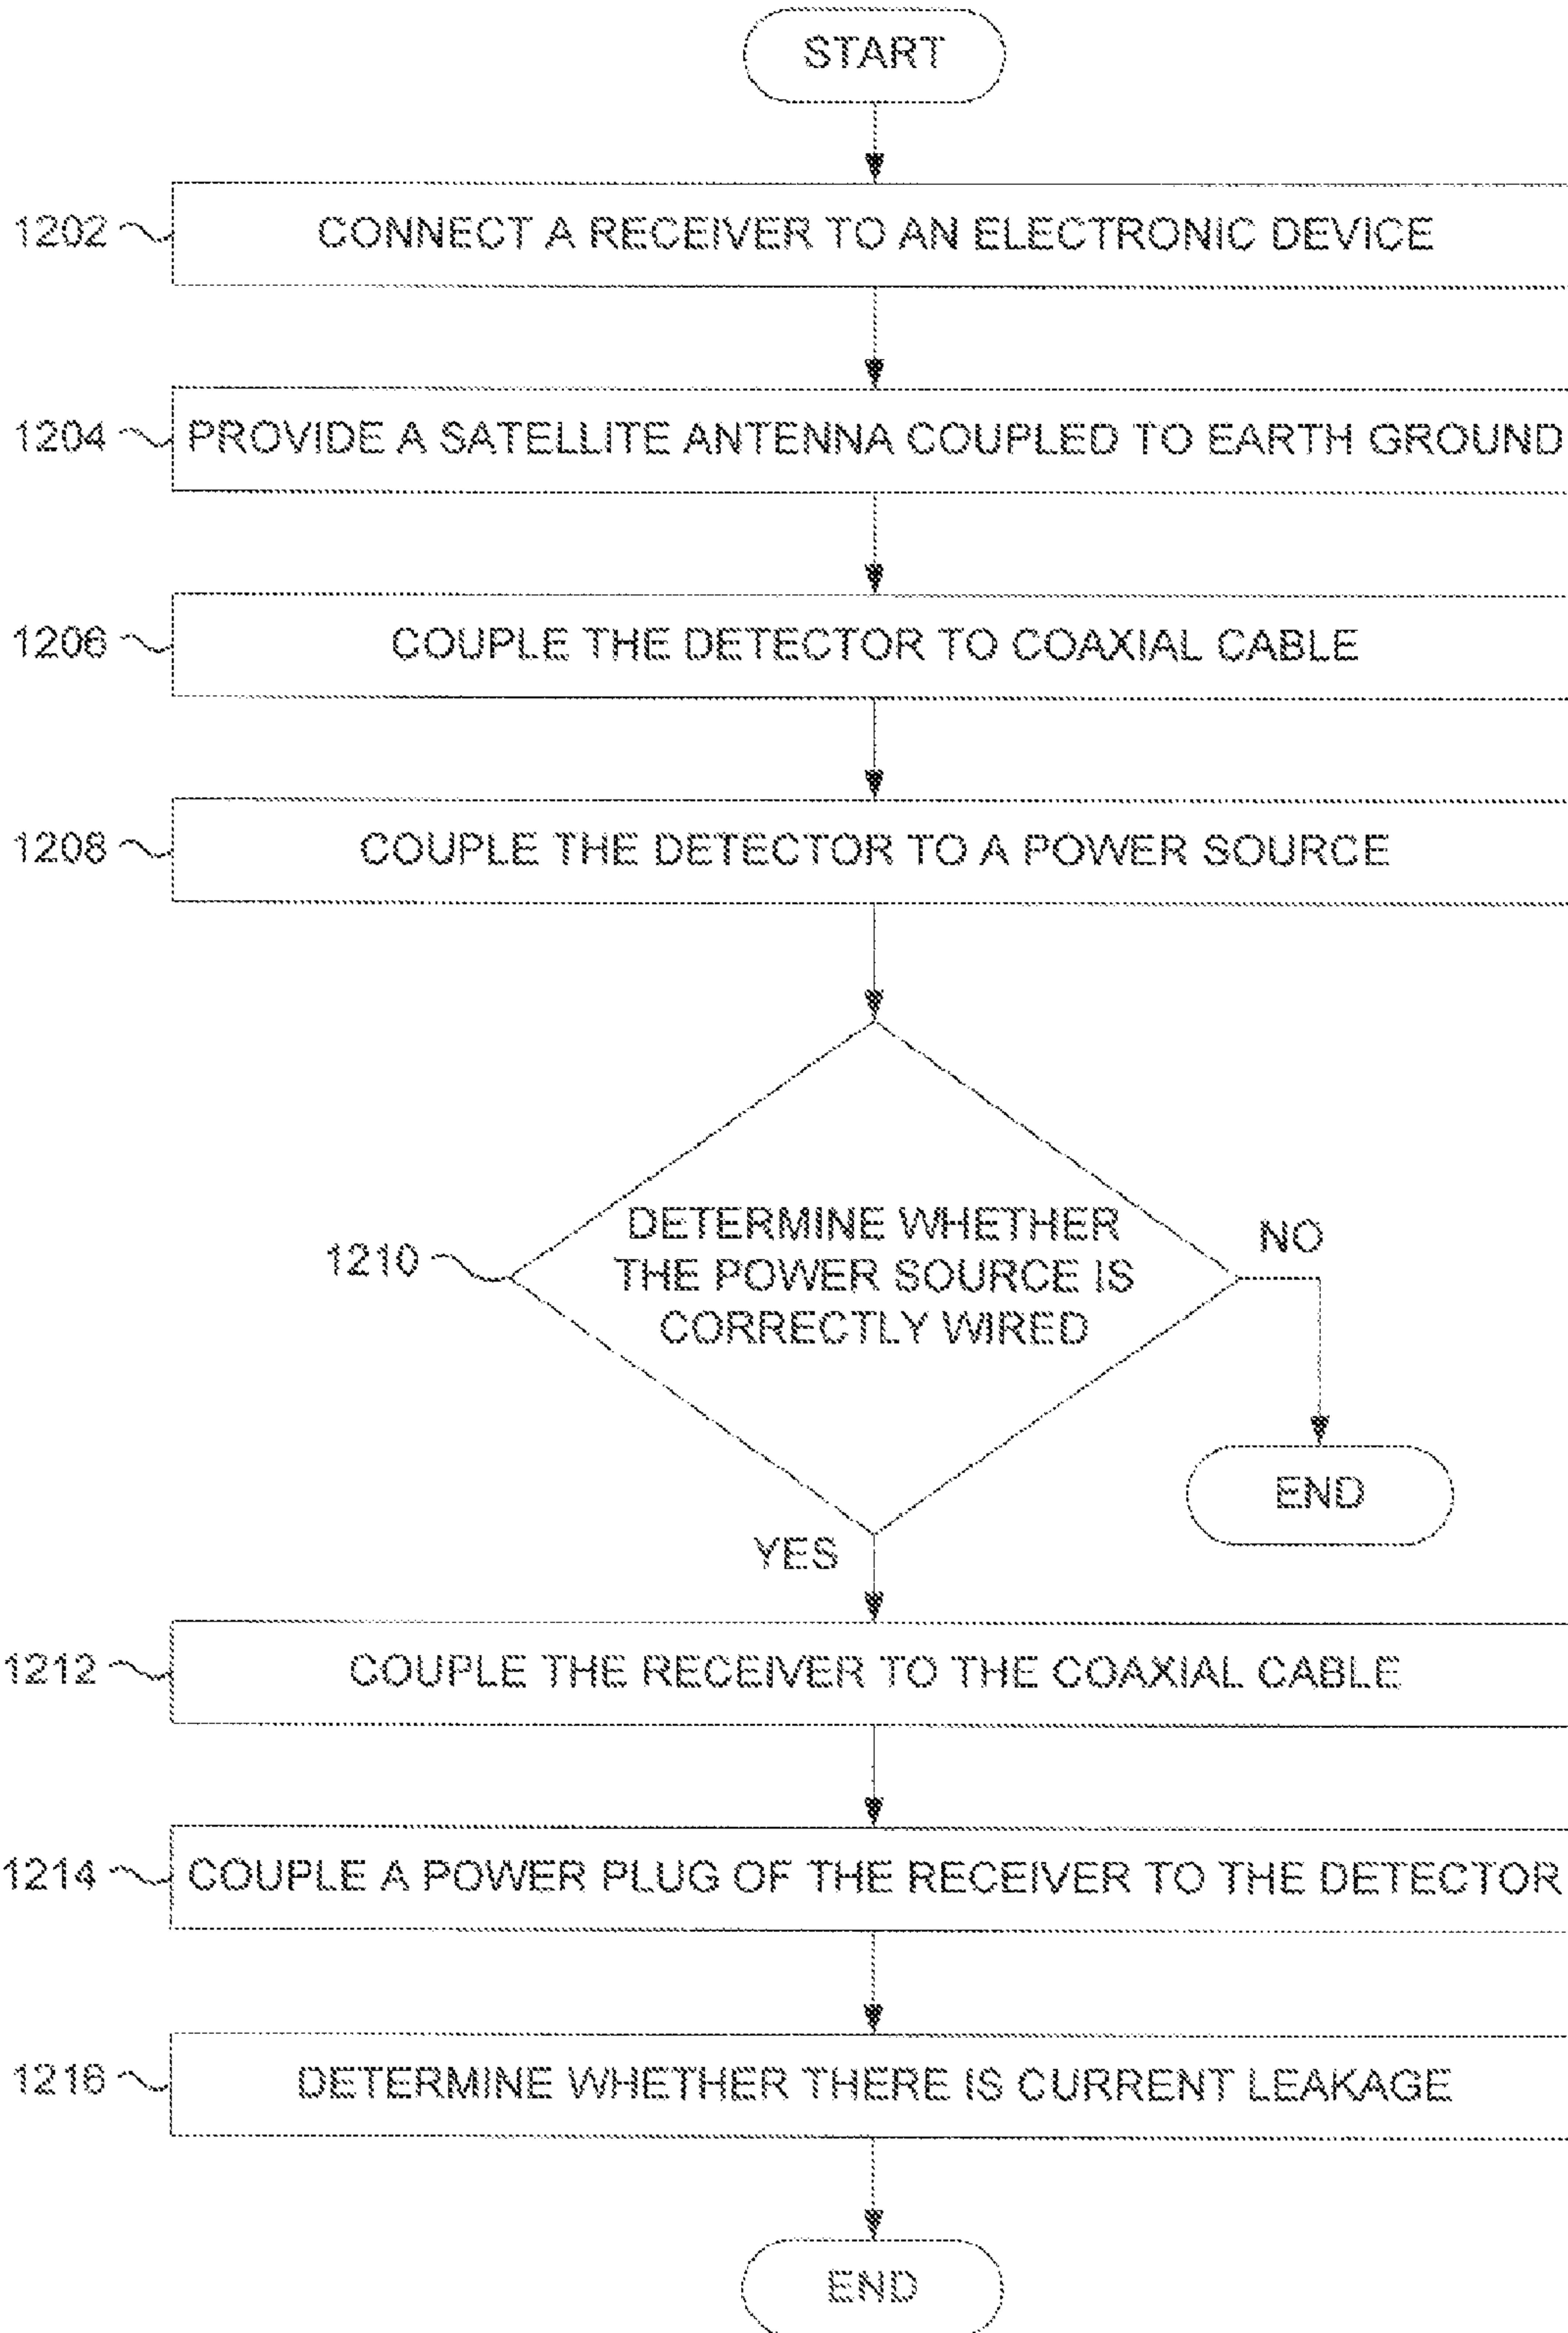 START
1202
CONNECT A RECEIVER TO AN ELECTRONIC DEVICE
1204
PROVIDE A SATELLITE ANTENNA COUPLED TO EARTH GROUND
1206
COUPLE THE DETECTOR TO COAXIAL CABLE
1208
COUPLE THE DETECTOR TO A POWER SOURCE
1210
DETERMINE WHETHER
THE POWER SOURCE IS
CORRECTLY WIRED
NO
END
YES
1212
COUPLE THE RECEIVER TO THE COAXIAL CABLE
1214
COUPLE A POWER PLUG OF THE RECEIVER TO THE DETECTOR
1216
DETERMINE WHETHER THERE IS CURRENT LEAKAGE
END